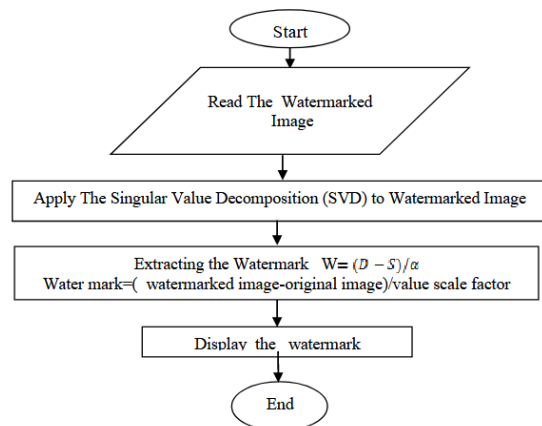 Start
Read The Watermarked
Image
Apply The Singular Value Decomposition (SVD) to Watermarked Image
Extracting the Watermark W= (D − S)/α
Water mark=( watermarked image-original image)/value scale factor
Display the watermark
End